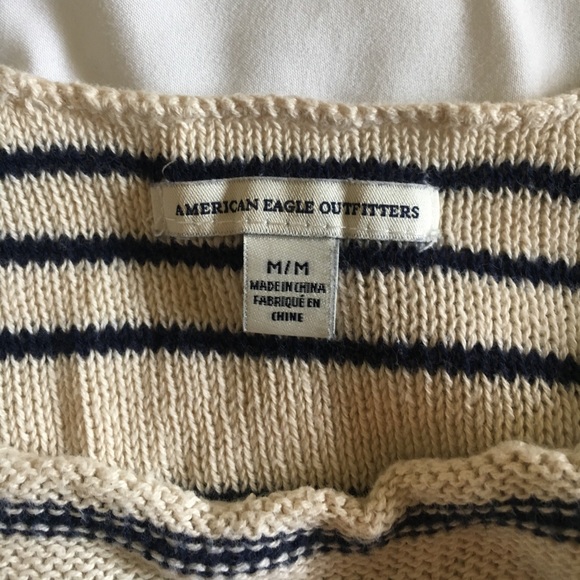 AMERICAN EAGLE OUTFITTERS
M/M
MADE IN CHINA
FABRIQUÉ EN
CHINE